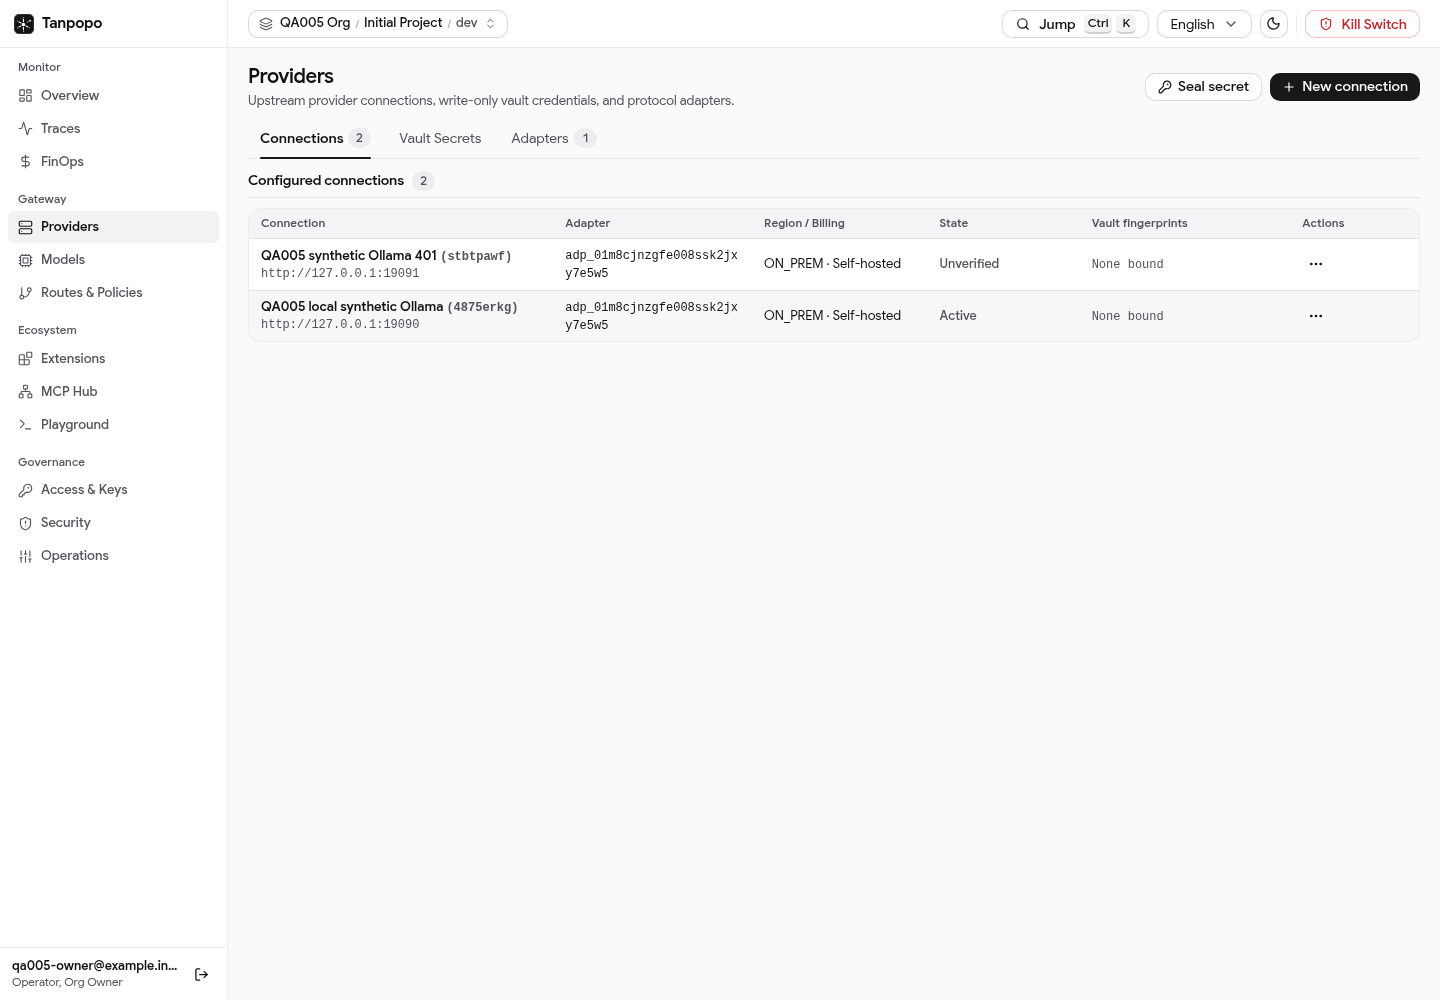 Tanpopo
QA005 Org / Initial Project / dev
Jump Ctrl K
English
Kill Switch
Monitor
Overview
Traces
FinOps
Gateway
Providers
Models
Routes & Policies
Ecosystem
Extensions
MCP Hub
Playground
Governance
Access & Keys
Security
Operations
qa005-owner@example.in...
Operator, Org Owner
Providers
Upstream provider connections, write-only vault credentials, and protocol adapters.
Seal secret
New connection
Connections 2
Vault Secrets
Adapters 1
Configured connections 2
Connection Adapter Region / Billing State Vault fingerprints Actions
QA005 synthetic Ollama 401 (stbtpawf)
http://127.0.0.1:19091
adp_01m8cjnzgfe008ssk2jx
y7e5w5
ON_PREM · Self-hosted
Unverified
None bound
QA005 local synthetic Ollama (4875erkg)
http://127.0.0.1:19090
adp_01m8cjnzgfe008ssk2jx
y7e5w5
ON_PREM · Self-hosted
Active
None bound